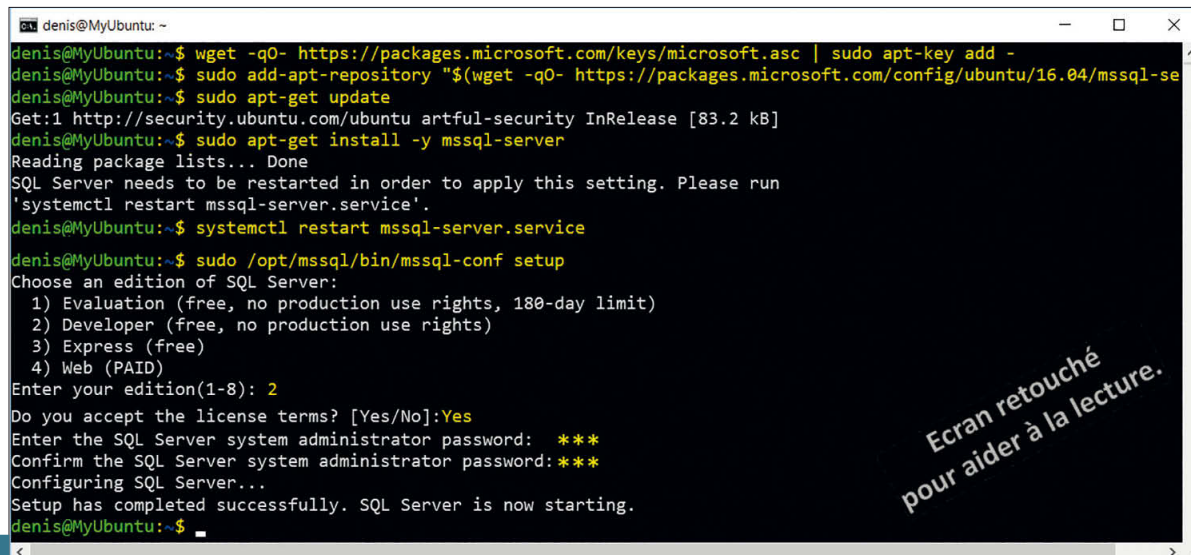 denis@MyUbuntu: ~
denis@MyUbuntu:~$ wget -qO- https://packages.microsoft.com/keys/microsoft.asc | sudo apt-key add -
denis@MyUbuntu:~$ sudo add-apt-repository "$(wget -qO- https://packages.microsoft.com/config/ubuntu/16.04/mssql-se
denis@MyUbuntu:~$ sudo apt-get update
Get:1 http://security.ubuntu.com/ubuntu artful-security InRelease [83.2 kB]
denis@MyUbuntu:~$ sudo apt-get install -y mssql-server
Reading package lists... Done
SQL Server needs to be restarted in order to apply this setting. Please run
'systemctl restart mssql-server.service'.
denis@MyUbuntu:~$ systemctl restart mssql-server.service
denis@MyUbuntu:~$ sudo /opt/mssql/bin/mssql-conf setup
Choose an edition of SQL Server:
1) Evaluation (free, no production use rights, 180-day limit)
2) Developer (free, no production use rights)
3) Express (free)
4) Web (PAID)
Enter your edition(1-8): 2
Do you accept the license terms? [Yes/No]:Yes
Enter the SQL Server system administrator password: ***
Confirm the SQL Server system administrator password:***
Configuring SQL Server...
Setup has completed successfully. SQL Server is now starting.
denis@MyUbuntu:~$
Ecran retouché
pour aider à la lecture.